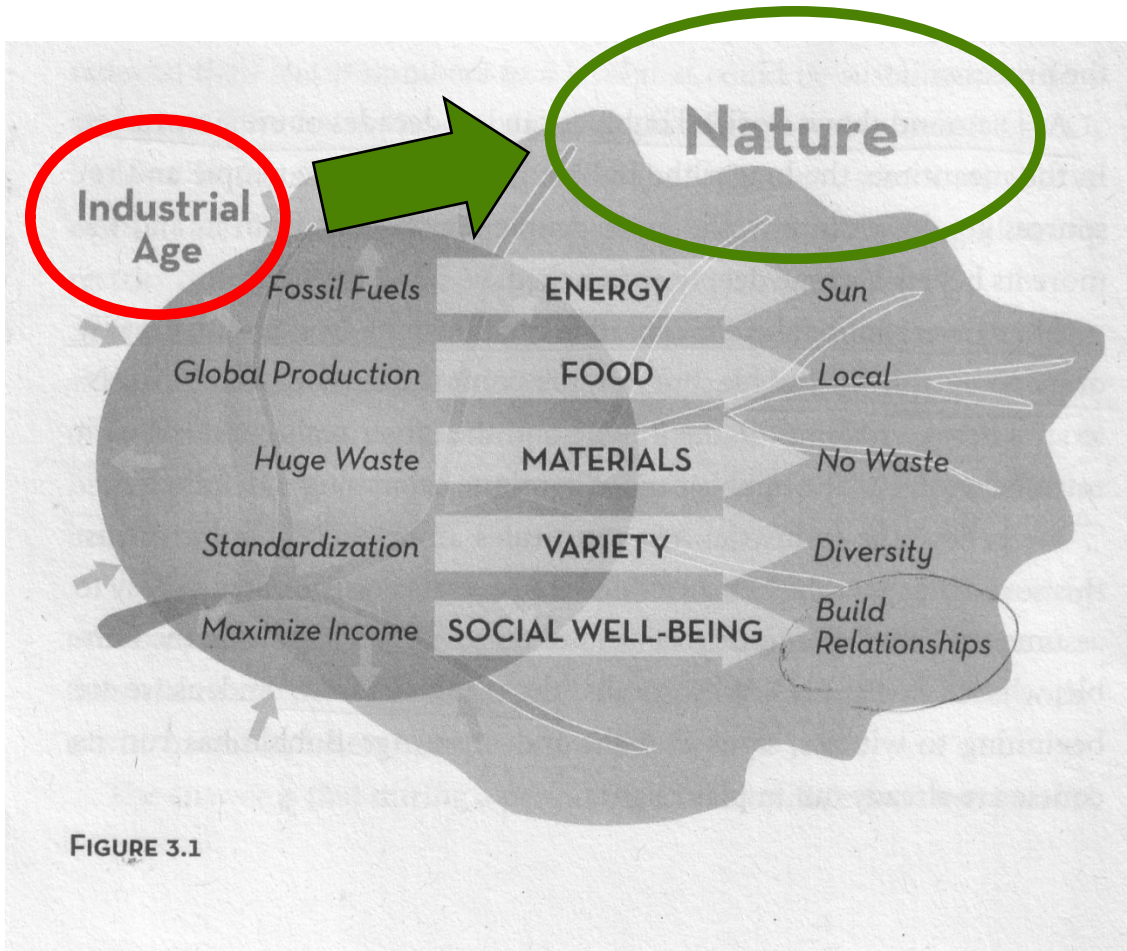 Nature
Industrial
Age
Fossil Fuels ENERGY Sun
Global Production FOOD Local
Huge Waste MATERIALS No Waste
Standardization VARIETY Diversity
Maximize Income SOCIAL WELL-BEING Build
Relationships
FIGURE 3.1